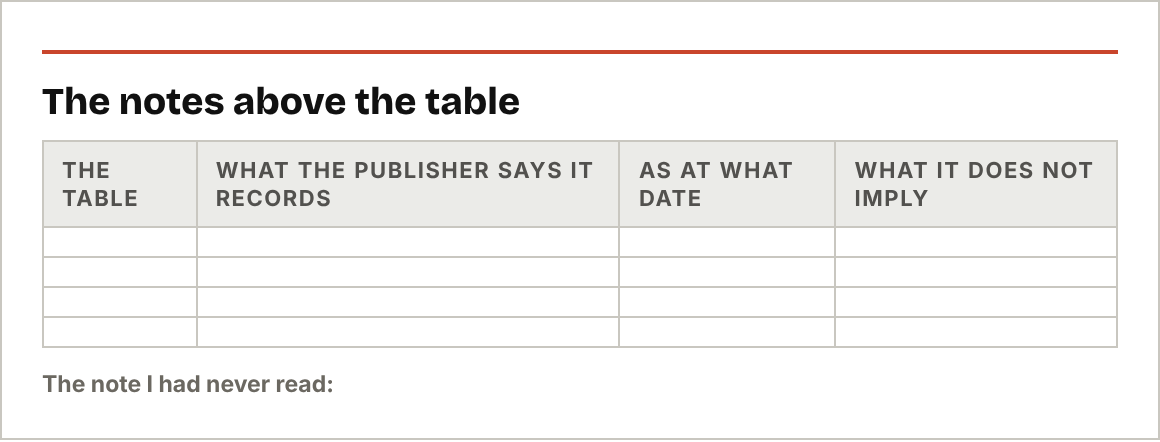 The notes above the table
THE TABLE
WHAT THE PUBLISHER SAYS IT RECORDS
AS AT WHAT DATE
WHAT IT DOES NOT IMPLY
The note I had never read: